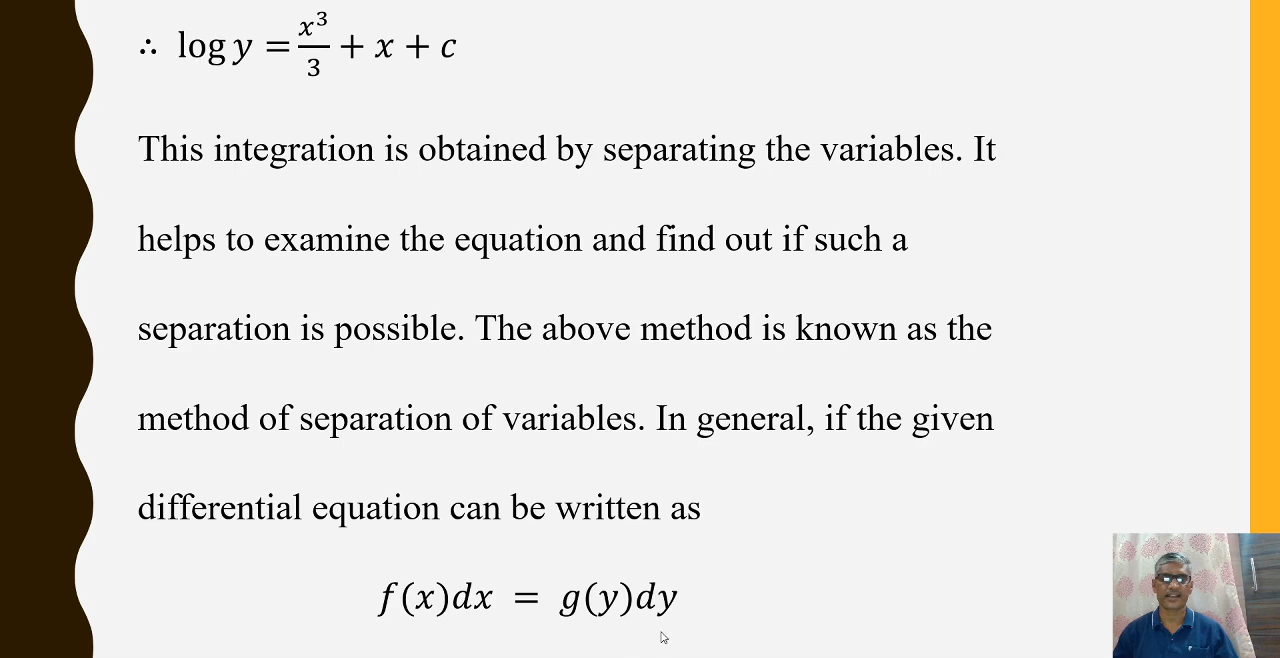 ∴ log y = x³/3 + x + c
This integration is obtained by separating the variables. It
helps to examine the equation and find out if such a
separation is possible. The above method is known as the
method of separation of variables. In general, if the given
differential equation can be written as
f(x)dx = g(y)dy